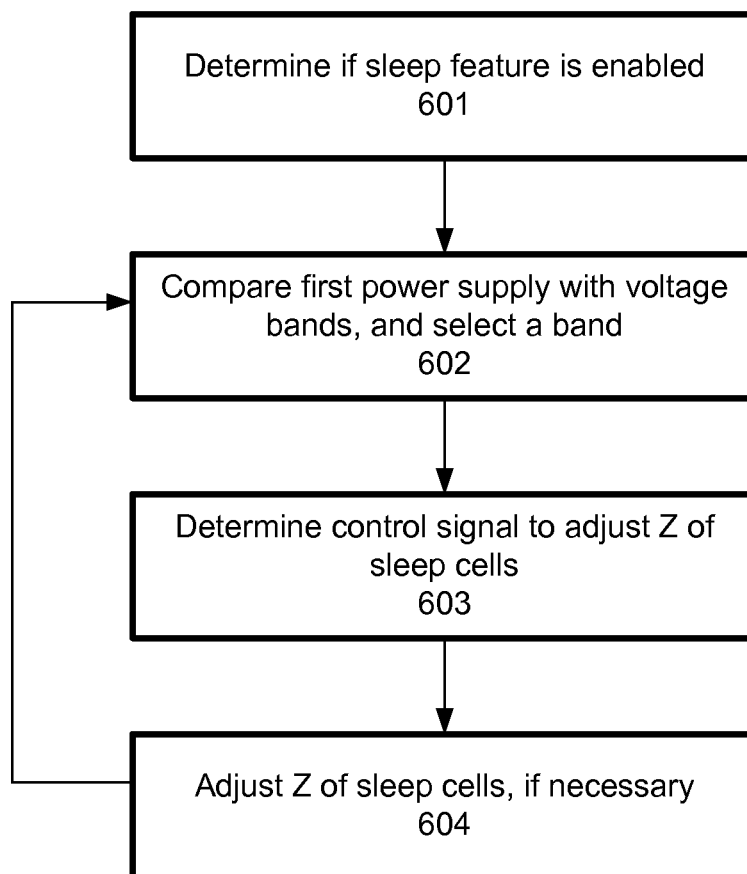 Determine if sleep feature is enabled
601
Compare first power supply with voltage
bands, and select a band
602
Determine control signal to adjust Z of
sleep cells
603
Adjust Z of sleep cells, if necessary
604